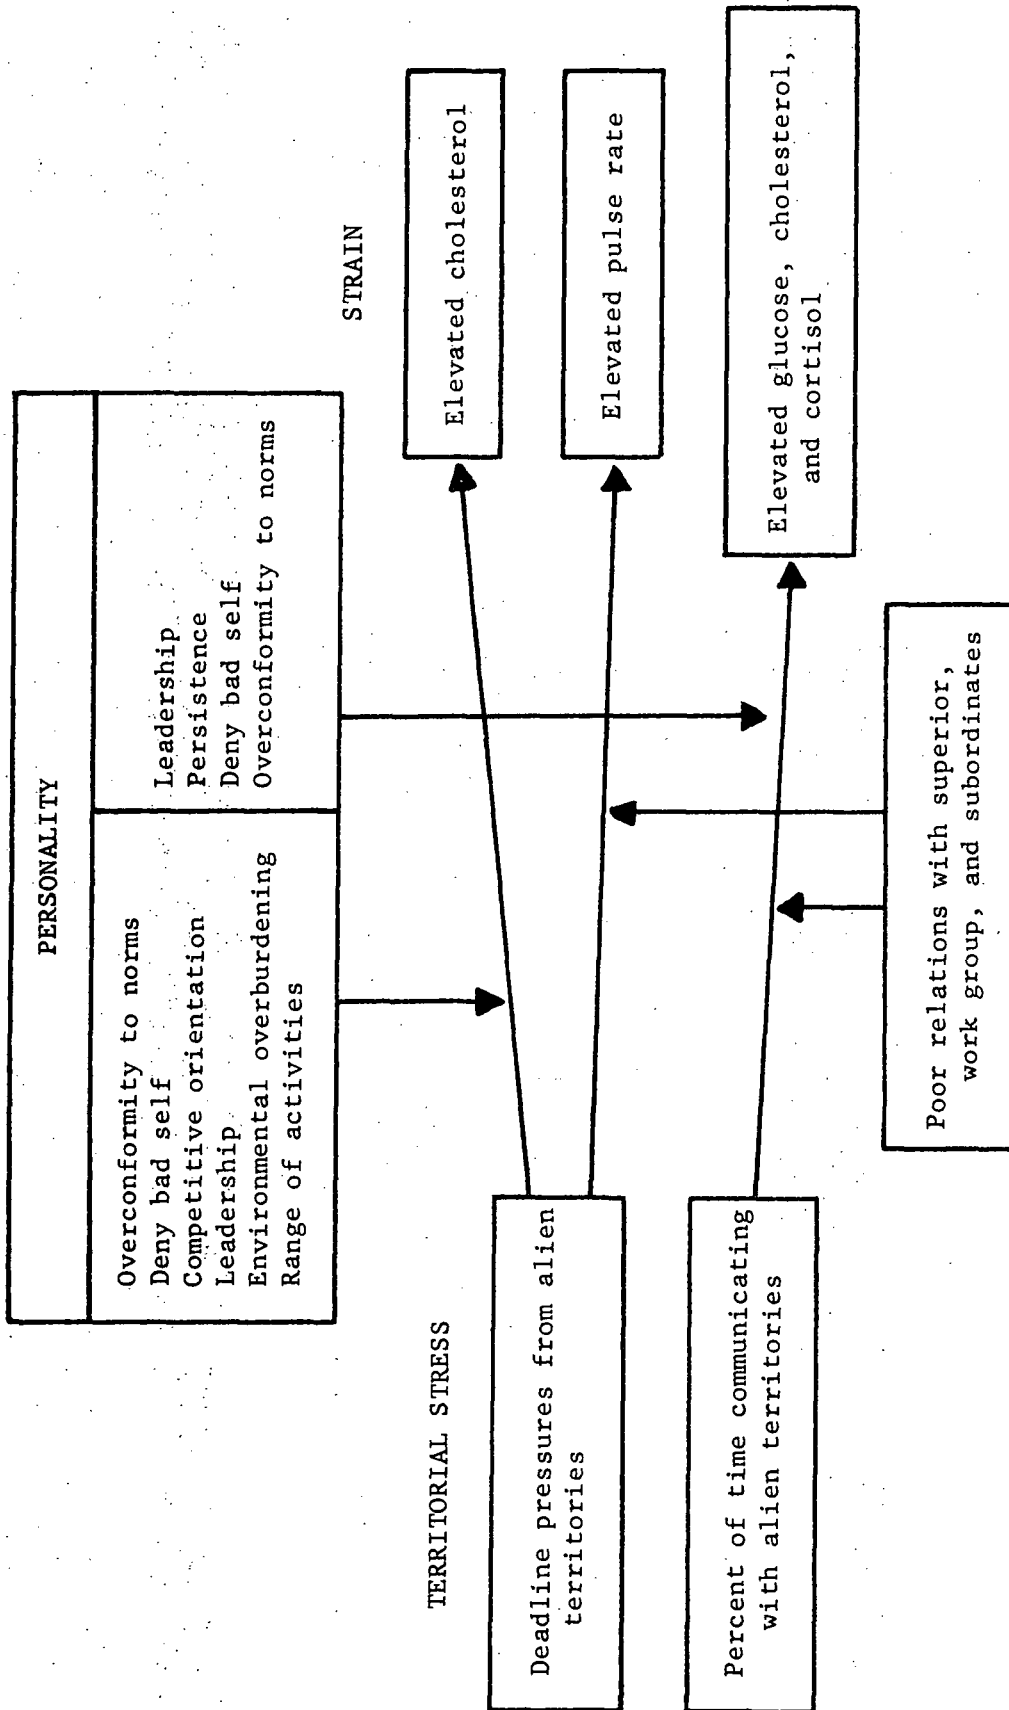 PERSONALITY
Overconformity to norms
Deny bad self
Competitive orientation
Leadership
Environmental overburdening
Range of activities
Leadership
Persistence
Deny bad self
Overconformity to norms
TERRITORIAL STRESS
STRAIN
Deadline pressures from alien
territories
Percent of time communicating
with alien territories
Elevated cholesterol
Elevated pulse rate
Elevated glucose, cholesterol,
and cortisol
Poor relations with superior,
work group, and subordinates